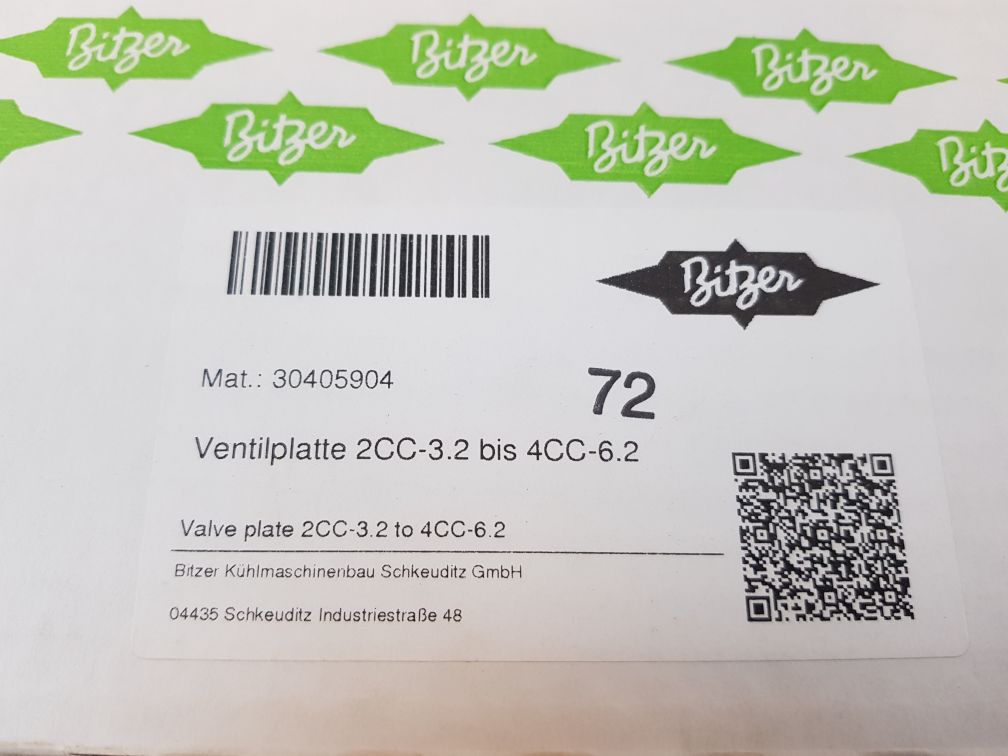 Bitzer Bitzer Bitzer
Bitzer Bitzer Bitz
Bitzer
Mat.: 30405904
72
Ventilplatte 2CC-3.2 bis 4CC-6.2
Valve plate 2CC-3.2 to 4CC-6.2
Bitzer Kühlmaschinenbau Schkeuditz GmbH
04435 Schkeuditz Industriestraße 48